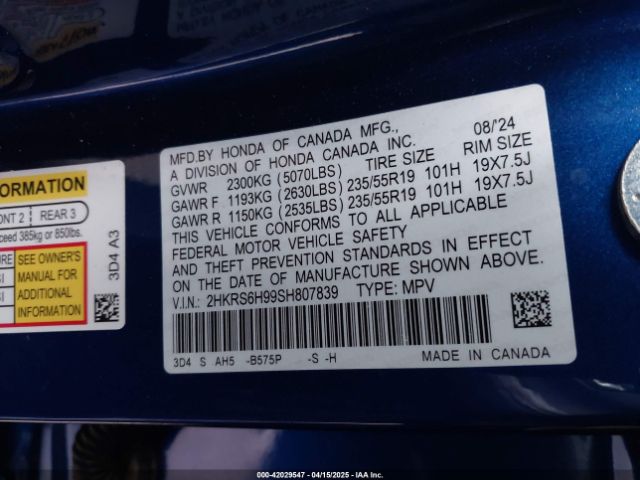 ORMATION
ONT 2 REAR 3
ceed 385kg or 850lbs.
URE SEE OWNER'S
SI MANUAL FOR
ADDITIONAL
SI INFORMATION
3D4 A3
MFD.BY HONDA OF CANADA MFG., 08/'24
A DIVISION OF HONDA CANADA INC.
GVWR 2300KG (5070LBS) TIRE SIZE RIM SIZE
GAWR F 1193KG (2630LBS) 235/55R19 101H 19X7.5J
GAWR R 1150KG (2535LBS) 235/55R19 101H 19X7.5J
THIS VEHICLE CONFORMS TO ALL APPLICABLE
FEDERAL MOTOR VEHICLE SAFETY
AND THEFT PREVENTION STANDARDS IN EFFECT
ON THE DATE OF MANUFACTURE SHOWN ABOVE.
V.I.N.: 2HKRS6H99SH807839 TYPE: MPV
3D4 S AH5 -B575P -S -H MADE IN CANADA
000-42029547 - 04/15/2025 - IAA Inc.